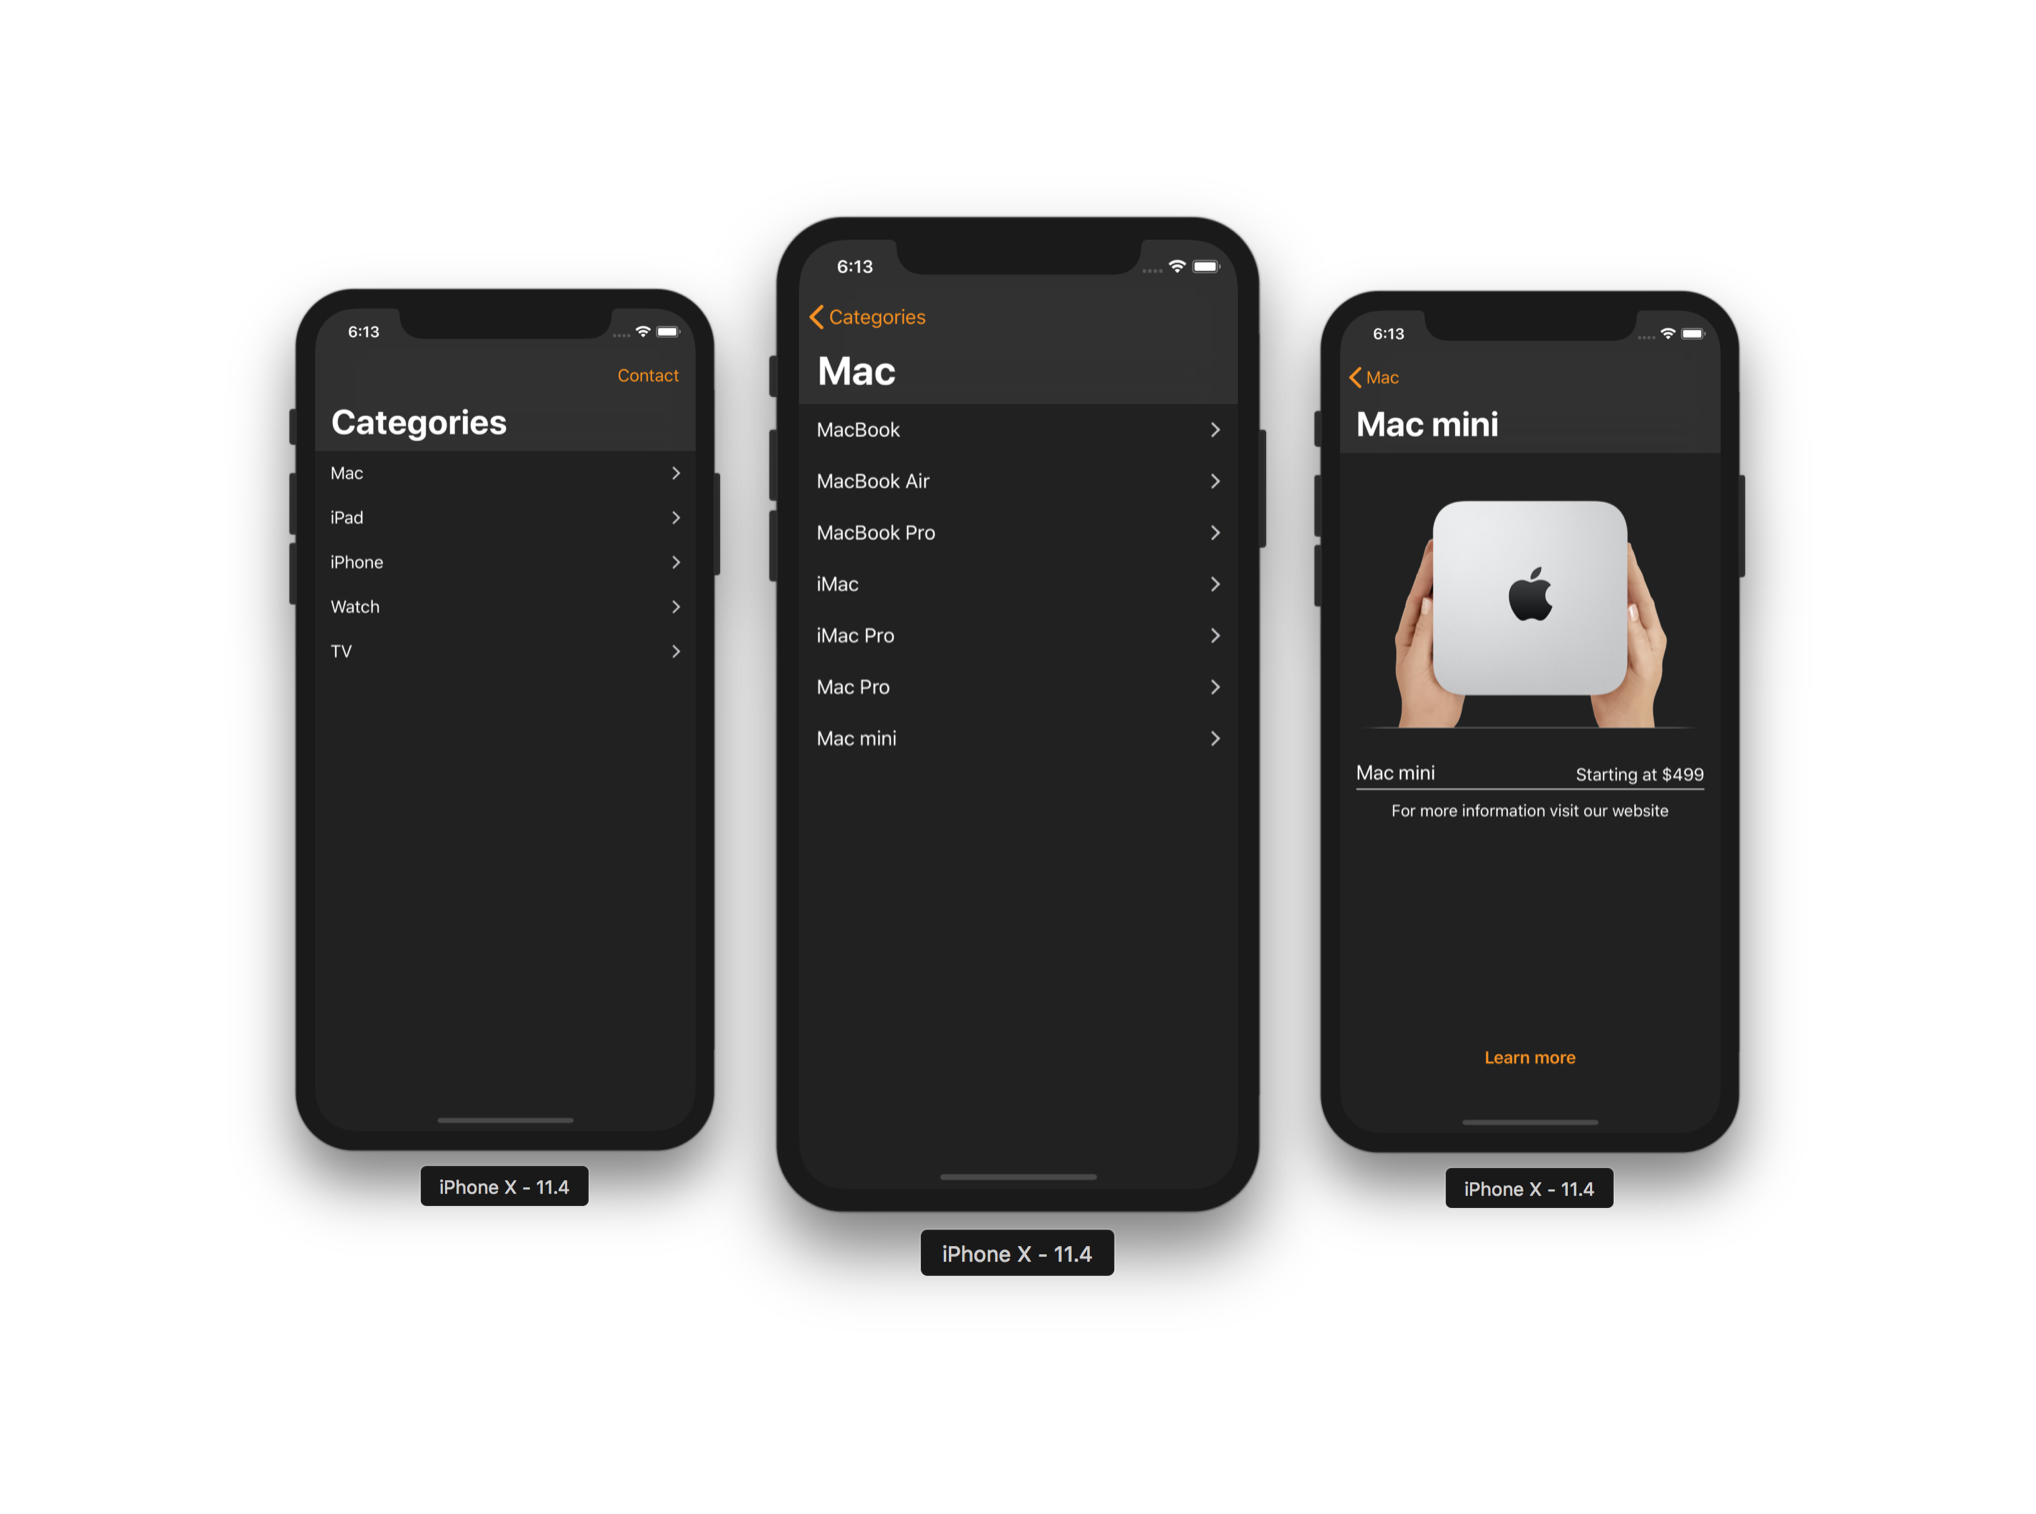 6:13
Contact
Categories
Mac
iPad
iPhone
Watch
TV
iPhone X - 11.4
6:13
Categories
Mac
MacBook
MacBook Air
MacBook Pro
iMac
iMac Pro
Mac Pro
Mac mini
iPhone X - 11.4
6:13
Mac
Mac mini
Mac mini Starting at $499
For more information visit our website
Learn more
iPhone X - 11.4